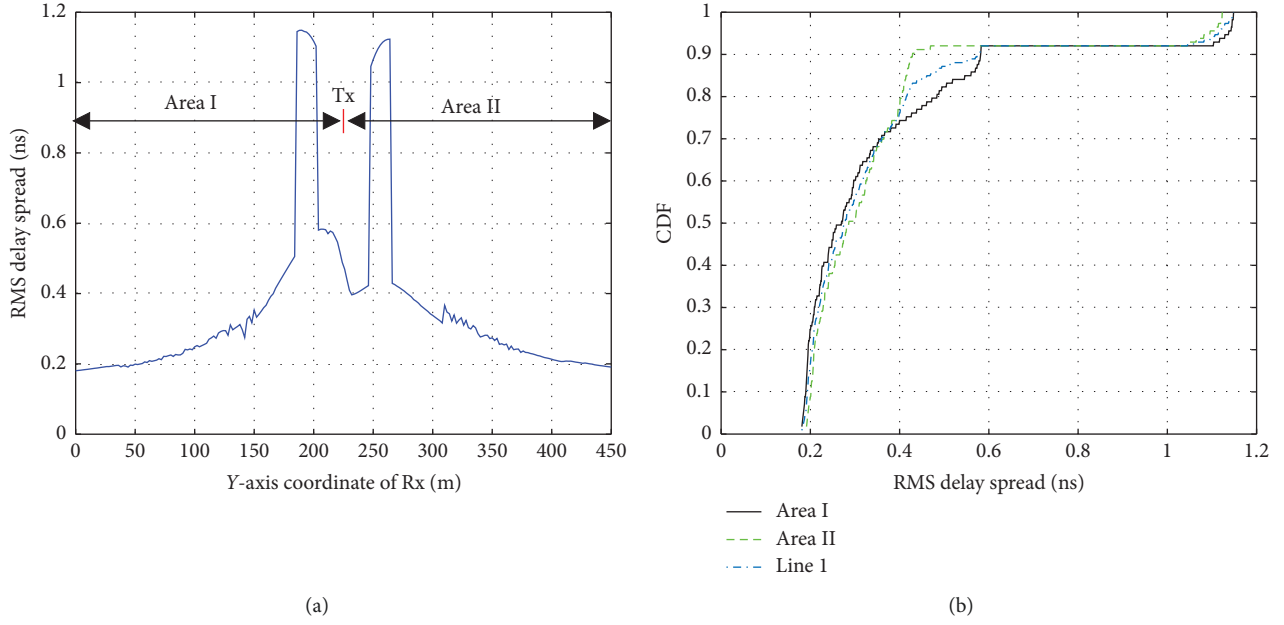 1.2
1
0.8
0.6
0.4
0.2
0
RMS delay spread (ns)
Area I
Tx
Area II
0 50 100 150 200 250 300 350 400 450
Y-axis coordinate of Rx (m)
(a)
1
0.9
0.8
0.7
0.6
0.5
0.4
0.3
0.2
0.1
0
CDF
0 0.2 0.4 0.6 0.8 1 1.2
RMS delay spread (ns)
Area I
Area II
Line 1
(b)